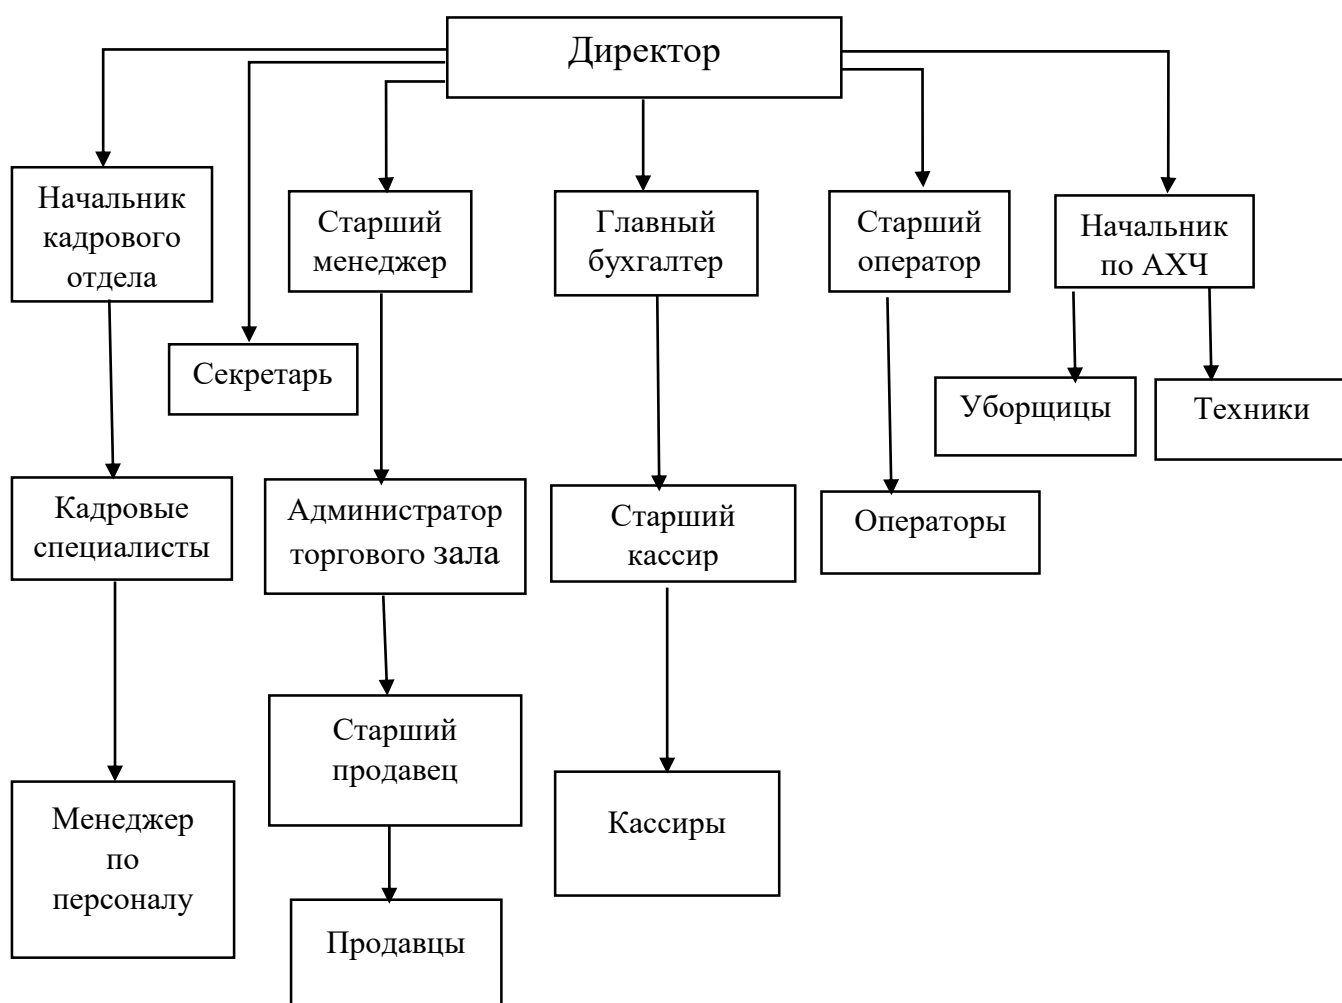 Директор
Начальник
кадрового
отдела
Старший
менеджер
Главный
бухгалтер
Старший
оператор
Начальник
по АХЧ
Секретарь
Уборщицы
Техники
Кадровые
специалисты
Администратор
торгового зала
Старший
кассир
Операторы
Старший
продавец
Менеджер
по
персоналу
Кассиры
Продавцы